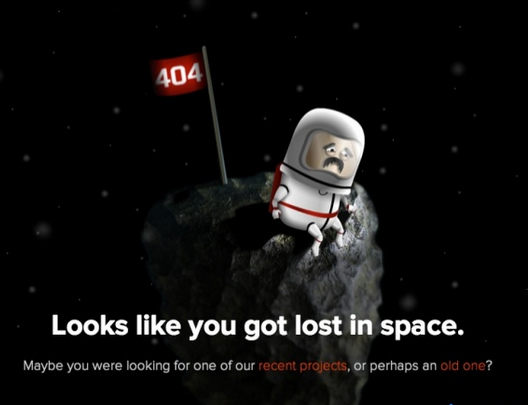 404
Looks like you got lost in space.
Maybe you were looking for one of our recent projects, or perhaps an old one?